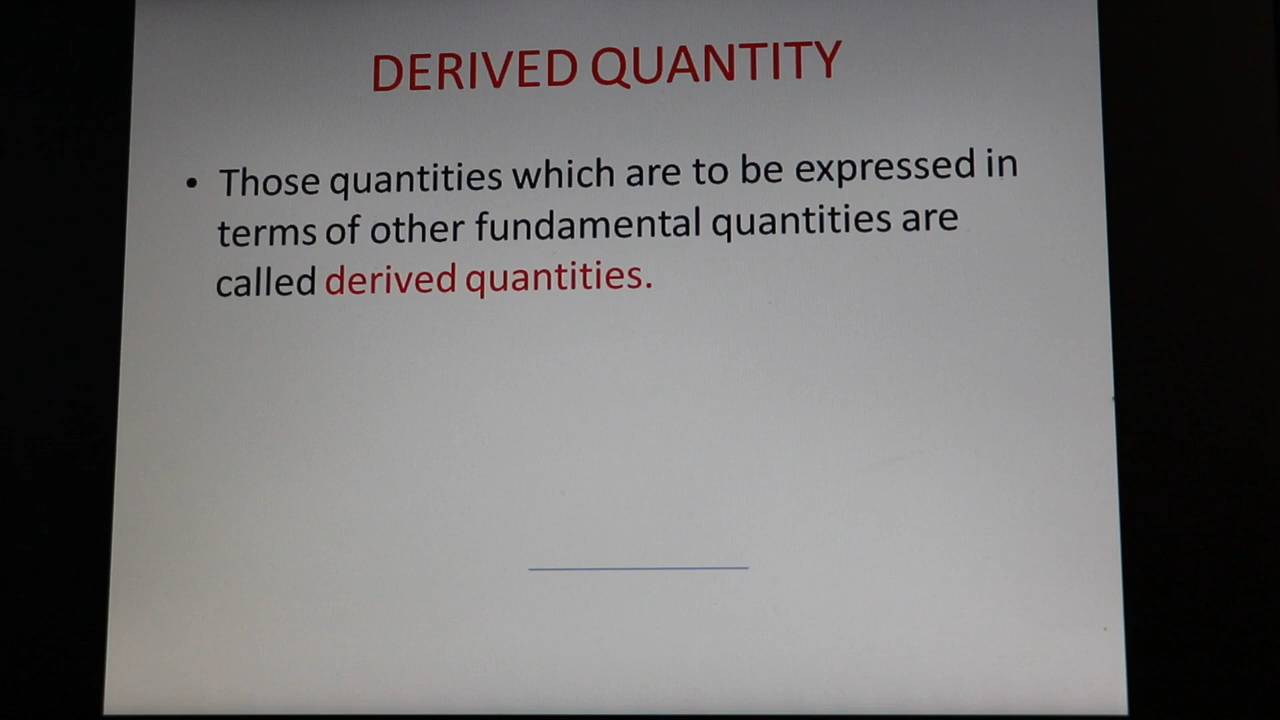 DERIVED QUANTITY
• Those quantities which are to be expressed in
terms of other fundamental quantities are
called derived quantities.